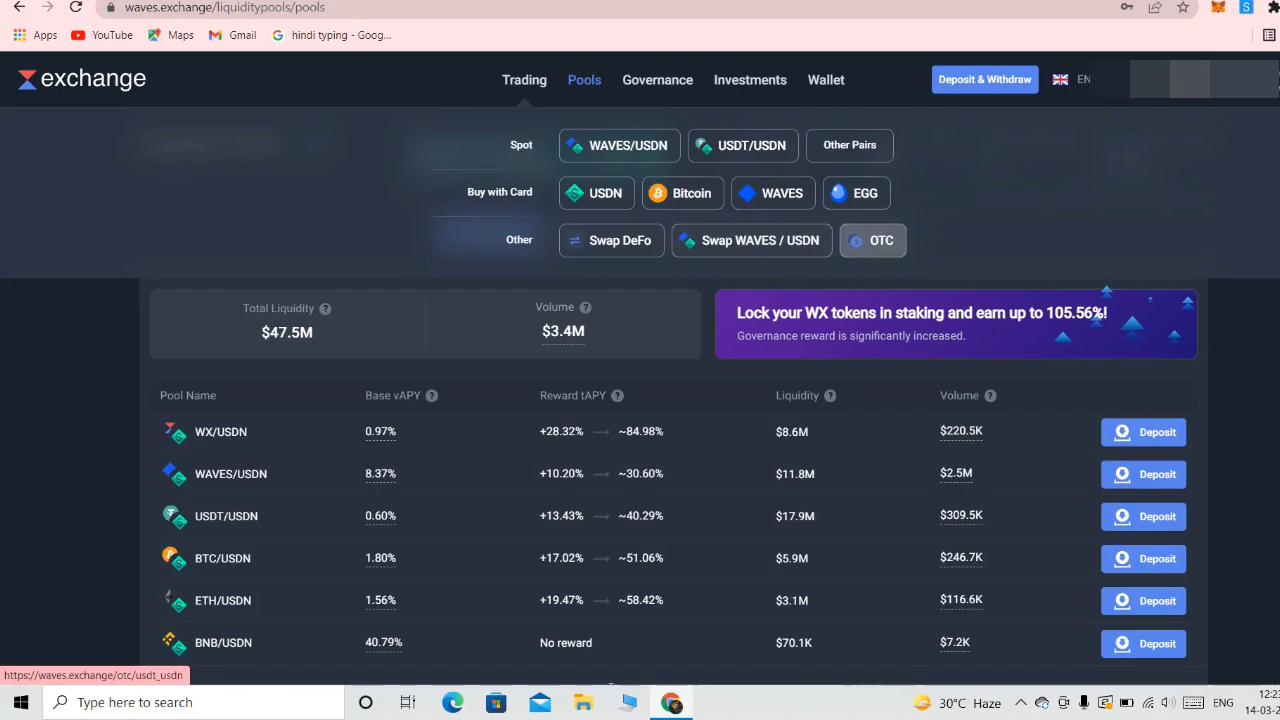 waves.exchange/liquiditypools/pools
Apps YouTube Maps Gmail hindi typing - Goog...
exchange Trading Pools Governance Investments Wallet Deposit & Withdraw EN
Spot WAVES/USDN USDT/USDN Other Pairs
Buy with Card USDN Bitcoin WAVES EGG
Other Swap DeFo Swap WAVES / USDN OTC
Total Liquidity ? Volume ?
$47.5M $3.4M
Lock your WX tokens in staking and earn up to 105.56%!
Governance reward is significantly increased.
Pool Name Base vAPY ? Reward tAPY ? Liquidity ? Volume ?
WX/USDN 0.97% +28.32% → ~84.98% $8.6M $220.5K Deposit
WAVES/USDN 8.37% +10.20% → ~30.60% $11.8M $2.5M Deposit
USDT/USDN 0.60% +13.43% → ~40.29% $17.9M $309.5K Deposit
BTC/USDN 1.80% +17.02% → ~51.06% $5.9M $246.7K Deposit
ETH/USDN 1.56% +19.47% → ~58.42% $3.1M $116.6K Deposit
BNB/USDN 40.79% No reward $70.1K $7.2K Deposit
https://waves.exchange/otc/usdt_usdn
Type here to search 30°C Haze ENG 12:23
14-03-2